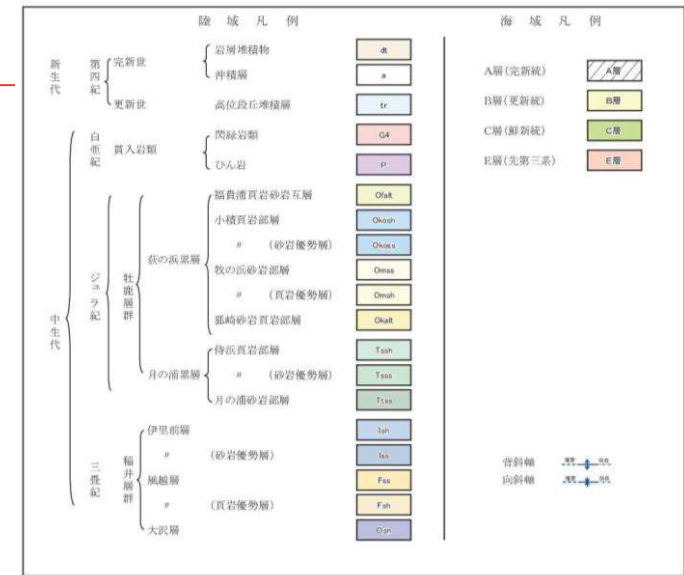 陸域凡例
海域凡例
新生代
第四紀
完新世
岩屑堆積物
dt
沖積層
a
更新世
高位段丘堆積層
tr
中生代
白亜紀
貫入岩類
閃緑岩類
G4
ひん岩
P
ジュラ紀
牡鹿層群
荻の浜累層
福貴浦頁岩砂岩互層
Ofalt
小積頁岩部層
Okosh
〃 (砂岩優勢層)
Okoss
牧の浜砂岩部層
Omss
〃 (頁岩優勢層)
Omsh
狐崎砂岩頁岩部層
Okalt
月の浦累層
侍浜頁岩部層
Tssh
〃 (砂岩優勢層)
Tsss
月の浦砂岩部層
Ttss
三畳紀
稲井層群
伊里前層
Ish
〃 (砂岩優勢層)
Iss
風越層
Fss
〃 (頁岩優勢層)
Fsh
大沢層
Osh
A層(完新統)
A層
B層(更新統)
B層
C層(鮮新統)
C層
E層(先第三系)
E層
背斜軸
向斜軸